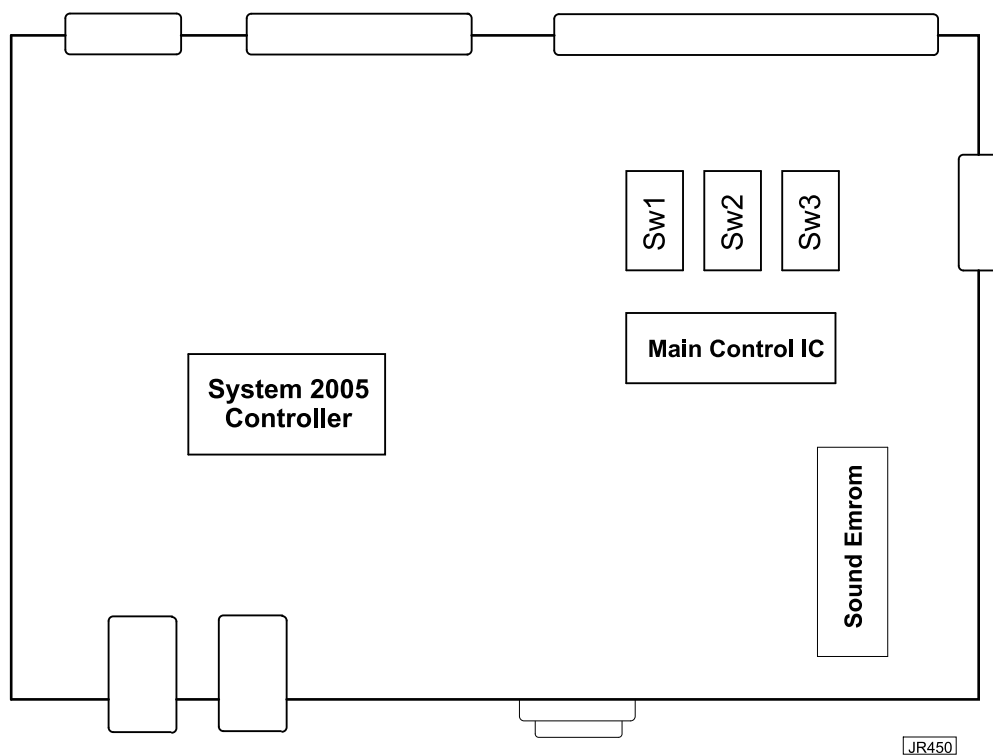 Sw1
Sw2
Sw3
Main Control IC
System 2005
Controller
Sound Emrom
JR450